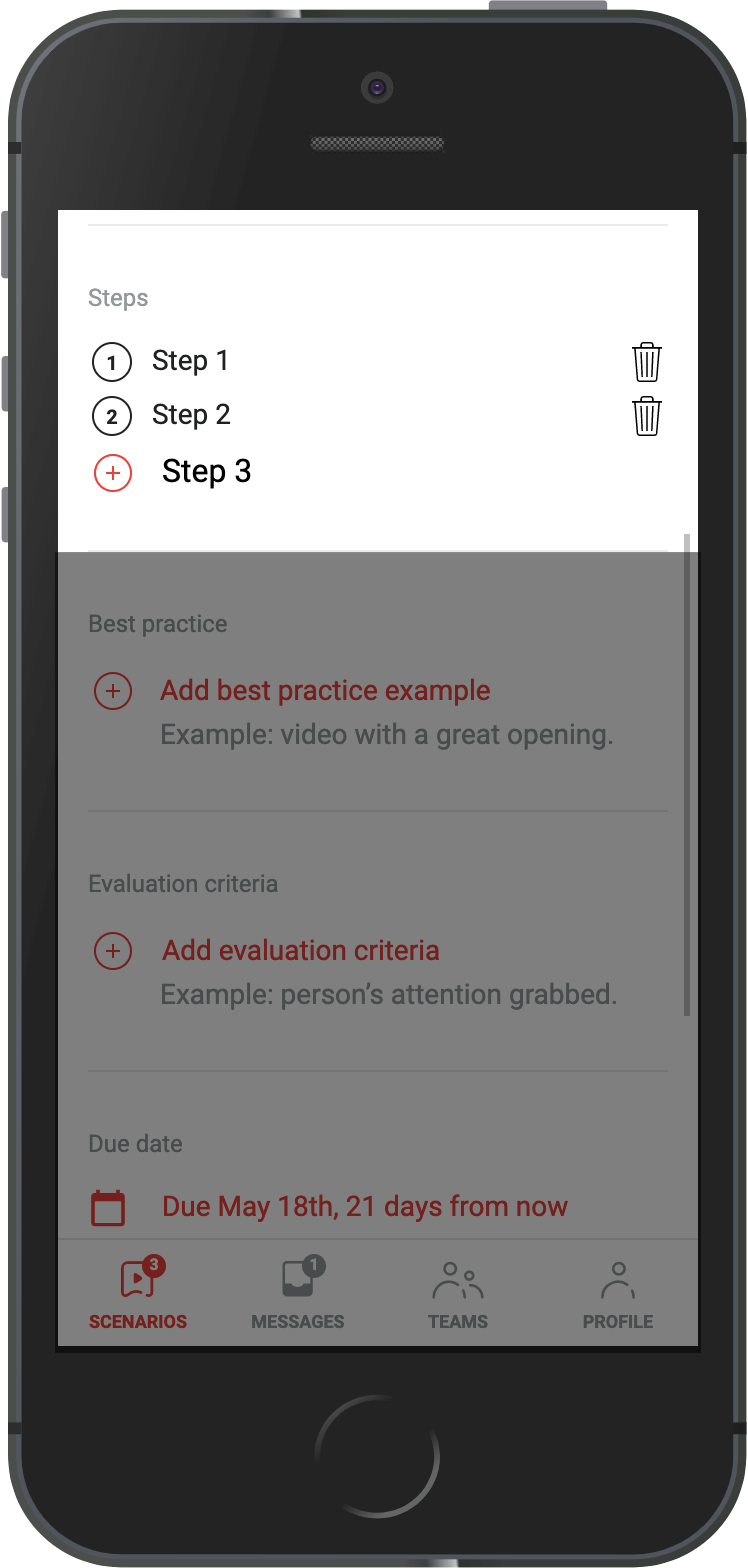 Steps
1 Step 1
2 Step 2
+ Step 3
Best practice
+ Add best practice example
Example: video with a great opening.
Evaluation criteria
+ Add evaluation criteria
Example: person’s attention grabbed.
Due date
Due May 18th, 21 days from now
3 1
SCENARIOS MESSAGES TEAMS PROFILE